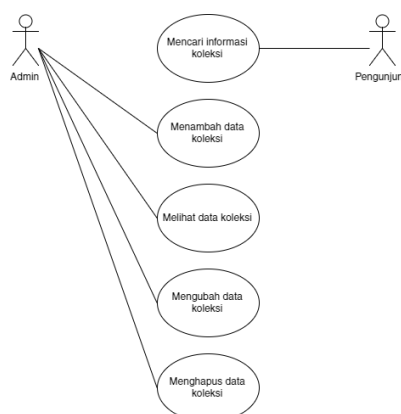 Mencari informasi
koleksi
Admin
Pengunjur
Menambah data
koleksi
Melihat data koleksi
Mengubah data
koleksi
Menghapus data
koleksi